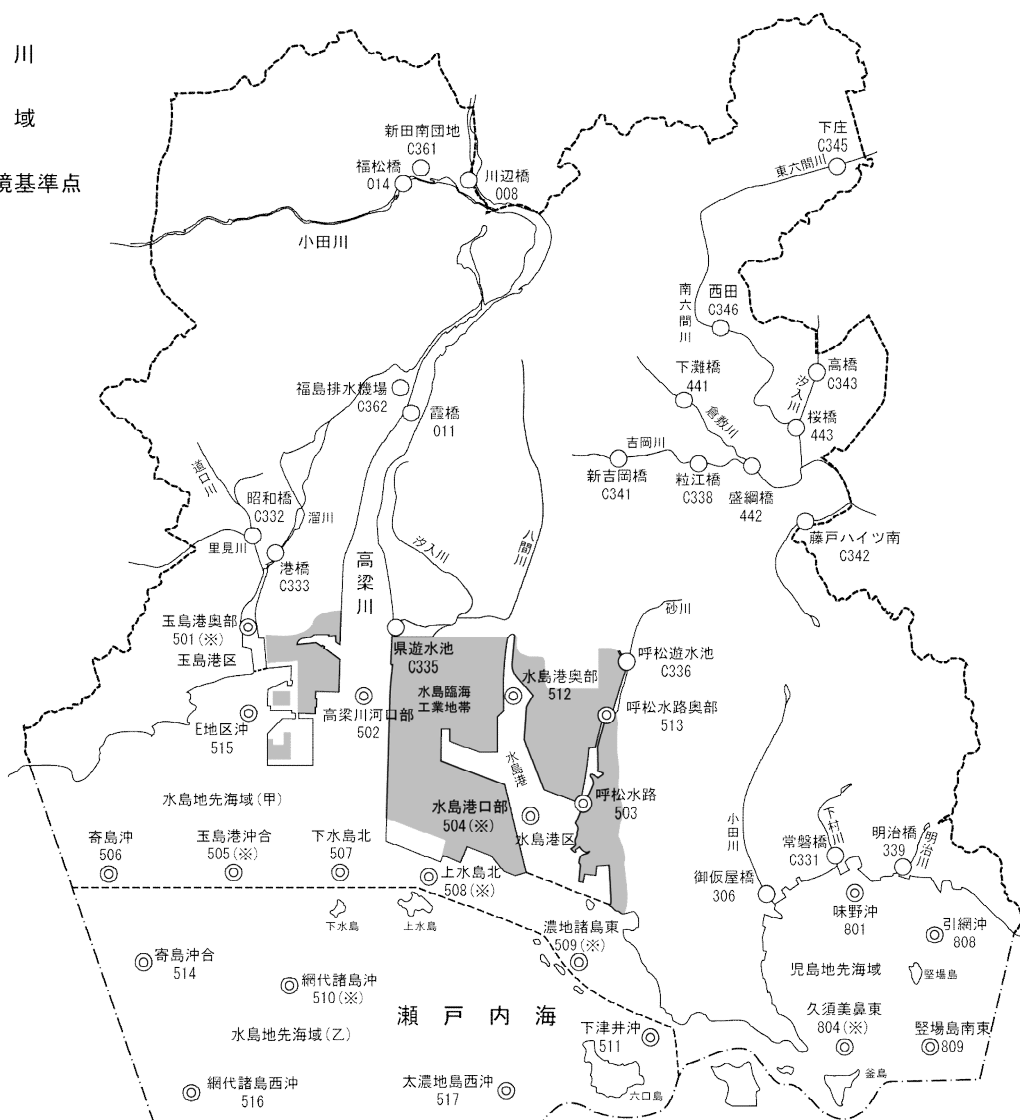 川
域
境基準点
新田南団地
C361
福松橋
014
川辺橋
008
小田川
下庄
C345
東六間川
南六間川
西田
C346
高橋
C343
汐入川
桜橋
443
下灘橋
441
倉敷川
吉岡川
新吉岡橋
C341
粒江橋
C338
盛綱橋
442
藤戸ハイツ南
C342
福島排水機場
C362
霞橋
011
道口川
昭和橋
C332
溜川
里見川
港橋
C333
高梁川
汐入川
八間川
砂川
玉島港奥部
501(※)
玉島港区
県遊水池
C335
呼松遊水池
C336
水島臨海
工業地帯
水島港奥部
512
呼松水路奥部
513
E地区沖
515
高梁川河口部
502
水島港
水島地先海域(甲)
水島港口部
504(※)
水島港区
呼松水路
503
寄島沖
506
玉島港沖合
505(※)
下水島北
507
上水島北
508(※)
小田川
下村川
常磐橋
C331
明治橋
339
明治川
御仮屋橋
306
味野沖
801
引網沖
808
下水島
上水島
濃地諸島東
509(※)
寄島沖合
514
網代諸島沖
510(※)
児島地先海域
竪場島
瀬戸内海
水島地先海域(乙)
下津井沖
511
久須美鼻東
804(※)
竪場島南東
809
網代諸島西沖
516
太濃地島西沖
517
六口島
釜島